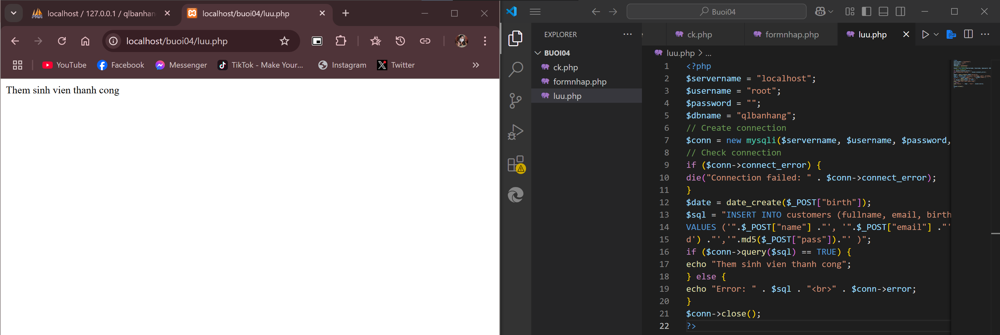 localhost / 127.0.0.1 / qlbanhan
localhost/buoi04/luu.php
localhost/buoi04/luu.php
YouTube
Facebook
Messenger
TikTok - Make Your...
Instagram
Twitter
Them sinh vien thanh cong
Buoi04
EXPLORER
BUOI04
ck.php
formnhap.php
luu.php
ck.php
formnhap.php
luu.php
luu.php > ...
1 <?php
2 $servername = "localhost";
3 $username = "root";
4 $password = "";
5 $dbname = "qlbanhang";
6 // Create connection
7 $conn = new mysqli($servername, $username, $password,
8 // Check connection
9 if ($conn->connect_error) {
10 die("Connection failed: " . $conn->connect_error);
11 }
12 $date = date_create($_POST["birth"]);
13 $sql = "INSERT INTO customers (fullname, email, birth
14 VALUES ('".$_POST["name"] ."', '".$_POST["email"] ."'
15 d') ."','".md5($_POST["pass"])."' )";
16 if ($conn->query($sql) == TRUE) {
17 echo "Them sinh vien thanh cong";
18 } else {
19 echo "Error: " . $sql . "<br>" . $conn->error;
20 }
21 $conn->close();
22 ?>